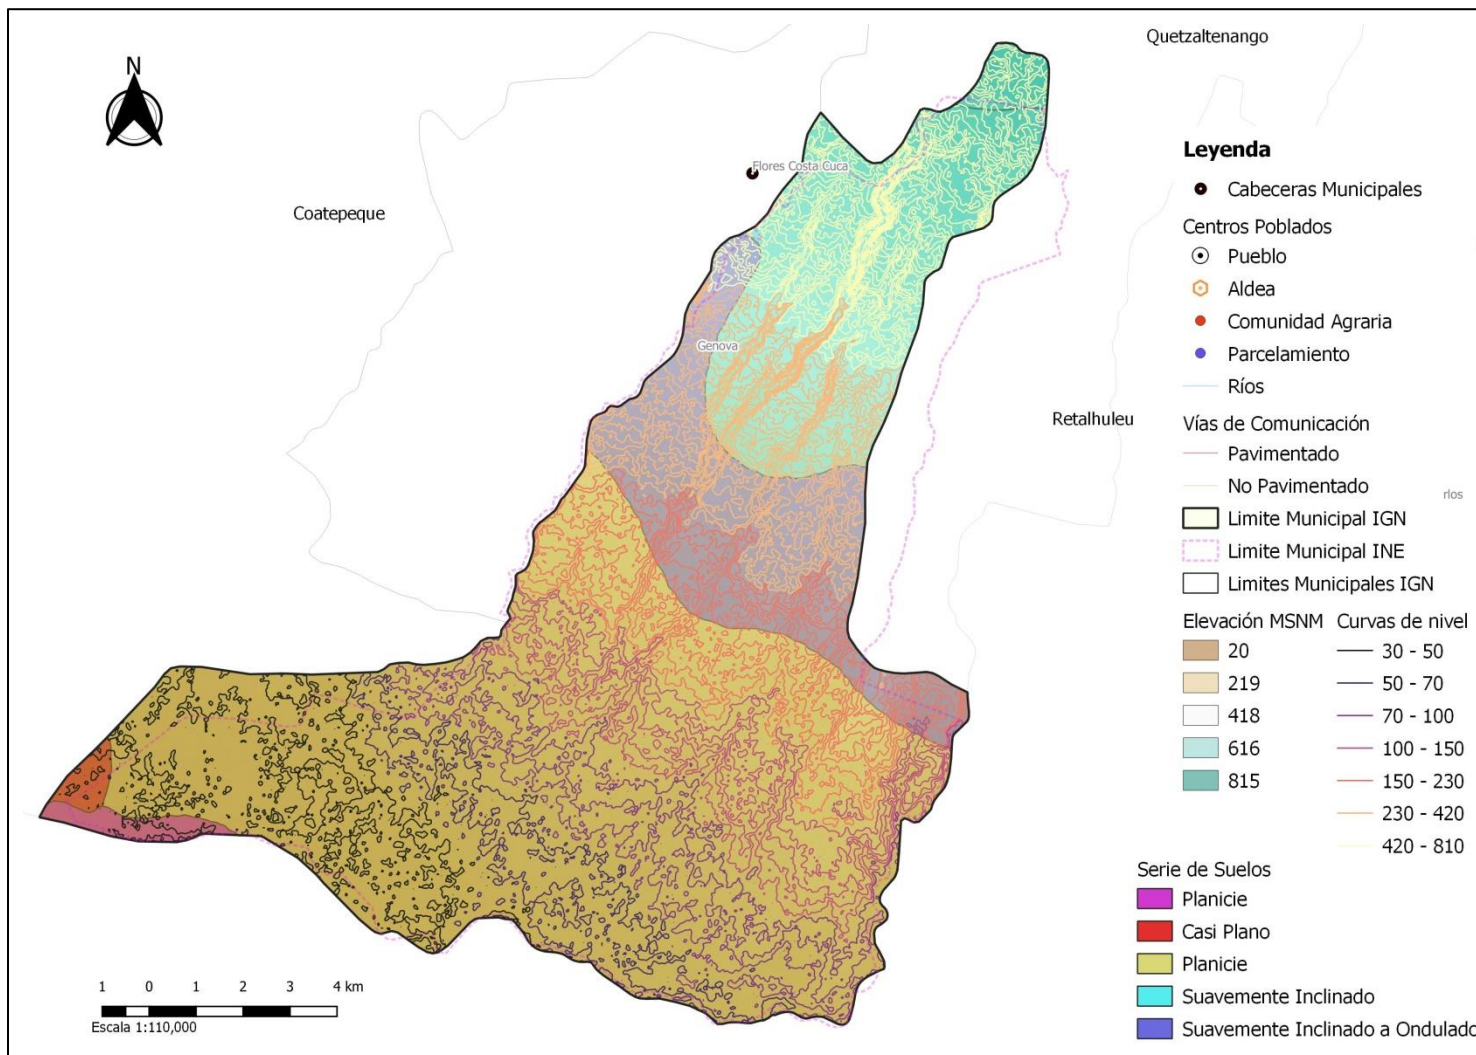 Quetzaltenango
N
Flores Costa Cuca
Coatepeque
Genova
Retalhuleu
rlos
Leyenda
Cabeceras Municipales
Centros Poblados
Pueblo
Aldea
Comunidad Agraria
Parcelamiento
Ríos
Vías de Comunicación
Pavimentado
No Pavimentado
Limite Municipal IGN
Limite Municipal INE
Limites Municipales IGN
Elevación MSNM
20
219
418
616
815
Curvas de nivel
30 - 50
50 - 70
70 - 100
100 - 150
150 - 230
230 - 420
420 - 810
Serie de Suelos
Planicie
Casi Plano
Planicie
Suavemente Inclinado
Suavemente Inclinado a Ondulado
1 0 1 2 3 4 km
Escala 1:110,000